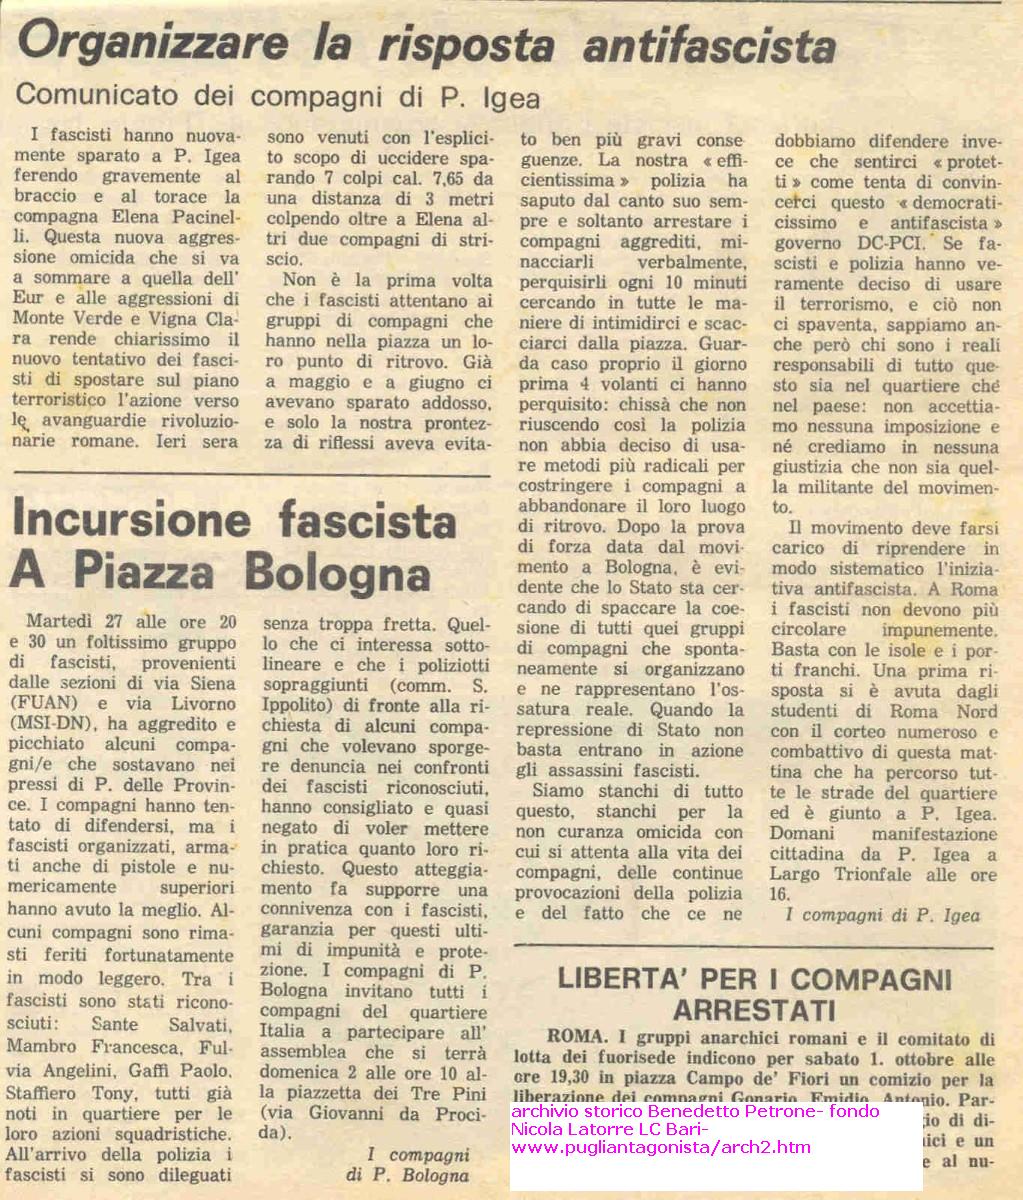 Organizzare la risposta antifascista
Comunicato dei compagni di P. Igea
I fascisti hanno nuova-
mente sparato a P. Igea
ferendo gravemente al
braccio e al torace la
compagna Elena Pacinel-
li. Questa nuova aggres-
sione omicida che si va
a sommare a quella dell'
Eur e alle aggressioni di
Monte Verde e Vigna Cla-
ra rende chiarissimo il
nuovo tentativo dei fasci-
sti di spostare sul piano
terroristico l'azione verso
le avanguardie rivoluzio-
narie romane. Ieri sera
sono venuti con l'esplici-
to scopo di uccidere spa-
rando 7 colpi cal. 7,65 da
una distanza di 3 metri
colpendo oltre a Elena al-
tri due compagni di stri-
scio.
Non è la prima volta
che i fascisti attentano ai
gruppi di compagni che
hanno nella piazza un lo-
ro punto di ritrovo. Già
a maggio e a giugno ci
avevano sparato addosso,
e solo la nostra prontez-
za di riflessi aveva evita-
to ben più gravi conse
guenze. La nostra « effi-
cientissima » polizia ha
saputo dal canto suo sem-
pre e soltanto arrestare i
compagni aggrediti, mi-
nacciarli verbalmente,
perquisirli ogni 10 minuti
cercando in tutte le ma-
niere di intimidirci e scac-
ciarci dalla piazza. Guar-
da caso proprio il giorno
prima 4 volanti ci hanno
perquisito: chissà che non
riuscendo così la polizia
non abbia deciso di usa-
re metodi più radicali per
costringere i compagni a
abbandonare il loro luogo
di ritrovo. Dopo la prova
di forza data dal movi-
mento a Bologna, è evi-
dente che lo Stato sta cer-
cando di spaccare la coe-
sione di tutti quei gruppi
di compagni che sponta-
neamente si organizzano
e ne rappresentano l'os-
satura reale. Quando la
repressione di Stato non
basta entrano in azione
gli assassini fascisti.
Siamo stanchi di tutto
questo, stanchi per la
non curanza omicida con
cui si attenta alla vita dei
compagni, delle continue
provocazioni della polizia
e del fatto che ce ne
dobbiamo difendere inve-
ce che sentirci « protet-
ti » come tenta di convin-
cerci questo « democrati-
cissimo e antifascista »
governo DC-PCI. Se fa-
scisti e polizia hanno ve-
ramente deciso di usare
il terrorismo, e ciò non
ci spaventa, sappiamo an-
che però chi sono i reali
responsabili di tutto que-
sto sia nel quartiere ché
nel paese: non accettia-
mo nessuna imposizione e
né crediamo in nessuna
giustizia che non sia quel-
la militante del movimen-
to.
Il movimento deve farsi
carico di riprendere in
modo sistematico l'inizia-
tiva antifascista. A Roma
i fascisti non devono più
circolare impunemente.
Basta con le isole e i por-
ti franchi. Una prima ri-
sposta si è avuta dagli
studenti di Roma Nord
con il corteo numeroso e
combattivo di questa mat-
tina che ha percorso tut-
te le strade del quartiere
ed è giunto a P. Igea.
Domani manifestazione
cittadina da P. Igea a
Largo Trionfale alle ore
16.
I compagni di P. Igea
Incursione fascista
A Piazza Bologna
Martedì 27 alle ore 20
e 30 un foltissimo gruppo
di fascisti, provenienti
dalle sezioni di via Siena
(FUAN) e via Livorno
(MSI-DN), ha aggredito e
picchiato alcuni compa-
gni/e che sostavano nei
pressi di P. delle Provin-
ce. I compagni hanno ten-
tato di difendersi, ma i
fascisti organizzati, arma-
ti anche di pistole e nu-
mericamente superiori
hanno avuto la meglio. Al-
cuni compagni sono rima-
sti feriti fortunatamente
in modo leggero. Tra i
fascisti sono stati ricono-
sciuti: Sante Salvati,
Mambro Francesca, Ful-
via Angelini, Gaffi Paolo,
Staffiero Tony, tutti già
noti in quartiere per le
loro azioni squadristiche.
All'arrivo della polizia i
fascisti si sono dileguati
senza troppa fretta. Quel-
lo che ci interessa sotto-
lineare e che i poliziotti
sopraggiunti (comm. S.
Ippolito) di fronte alla ri-
chiesta di alcuni compa-
gni che volevano sporge-
re denuncia nei confronti
dei fascisti riconosciuti,
hanno consigliato e quasi
negato di voler mettere
in pratica quanto loro ri-
chiesto. Questo atteggia-
mento fa supporre una
connivenza con i fascisti,
garanzia per questi ulti-
mi di impunità e prote-
zione. I compagni di P.
Bologna invitano tutti i
compagni del quartiere
Italia a partecipare all'
assemblea che si terrà
domenica 2 alle ore 10 al-
la piazzetta dei Tre Pini
(via Giovanni da Proci-
da).
I compagni
di P. Bologna
LIBERTA' PER I COMPAGNI
ARRESTATI
ROMA. I gruppi anarchici romani e il comitato di
lotta dei fuorisede indicono per sabato 1. ottobre alle
ore 19,30 in piazza Campo de' Fiori un comizio per la
liberazione dei compagni Gonario, Emidio, Antonio. Par-
gio di di-
nici e un
e al nu-
archivio storico Benedetto Petrone- fondo
Nicola Latorre LC Bari-
www.pugliantagonista/arch2.htm